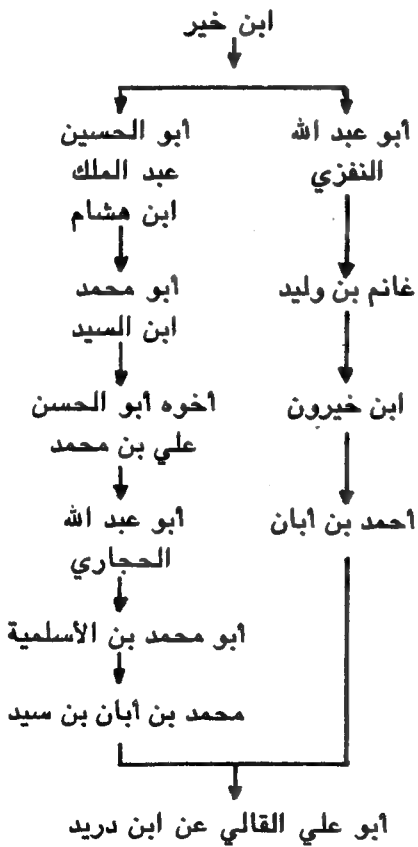 ابن خير
أبو عبد الله
النفزي
غانم بن وليد
ابن خيرون
أحمد بن أبان
أبو الحسين
عبد الملك
ابن هشام
أبو محمد
ابن السيد
أخوه أبو الحسن
علي بن محمد
أبو عبد الله
الحجاري
أبو محمد بن الأسلمية
محمد بن أبان بن سيد
أبو علي القالي عن ابن دريد